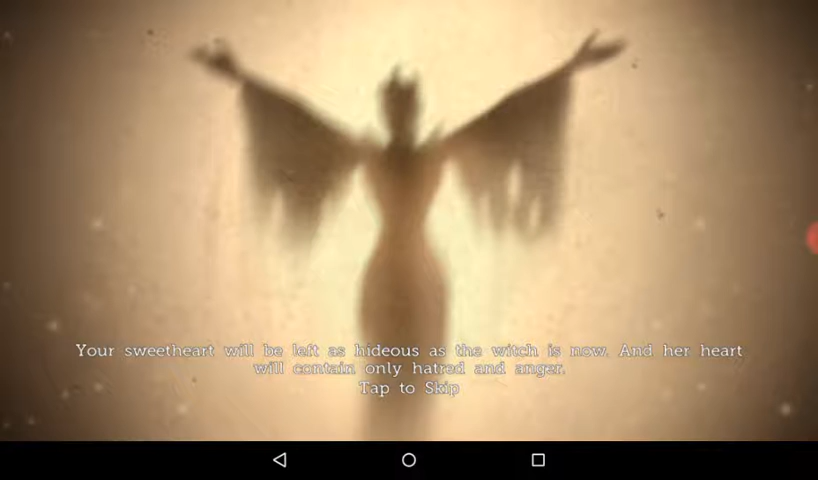 Your sweetheart will be left as hideous as the witch is now. And her heart
will contain only hatred and anger.
Tap to Skip